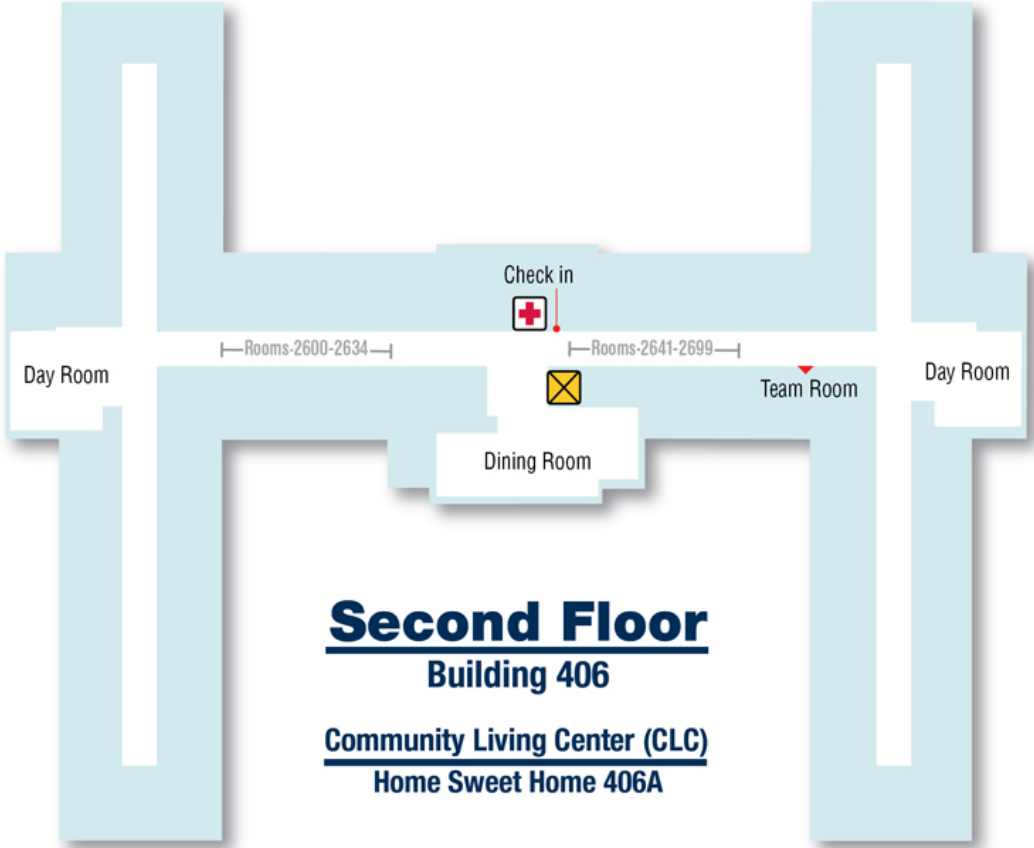 Check in
Rooms-2600-2634
Rooms-2641-2699
Day Room
Day Room
Team Room
Dining Room
Second Floor
Building 406
Community Living Center (CLC)
Home Sweet Home 406A